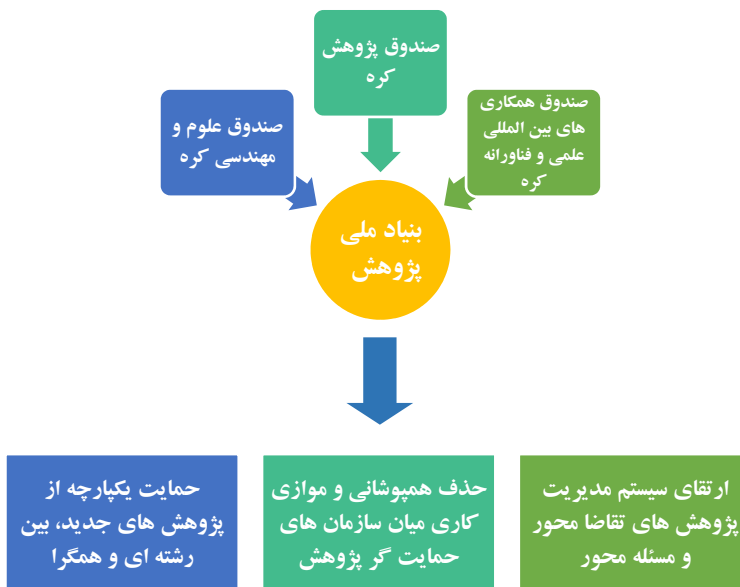 صندوق پژوهش
کره
صندوق همکاری
های بین المللی
علمی و فناورانه
کره
صندوق علوم و
مهندسی کره
بنیاد ملی
پژوهش
ارتقای سیستم مدیریت
پژوهش های تقاضا محور
و مسئله محور
حذف همپوشانی و موازی
کاری میان سازمان های
حمایت گر پژوهش
حمایت یکپارچه از
پژوهش های جدید، بین
رشته ای و همگرا